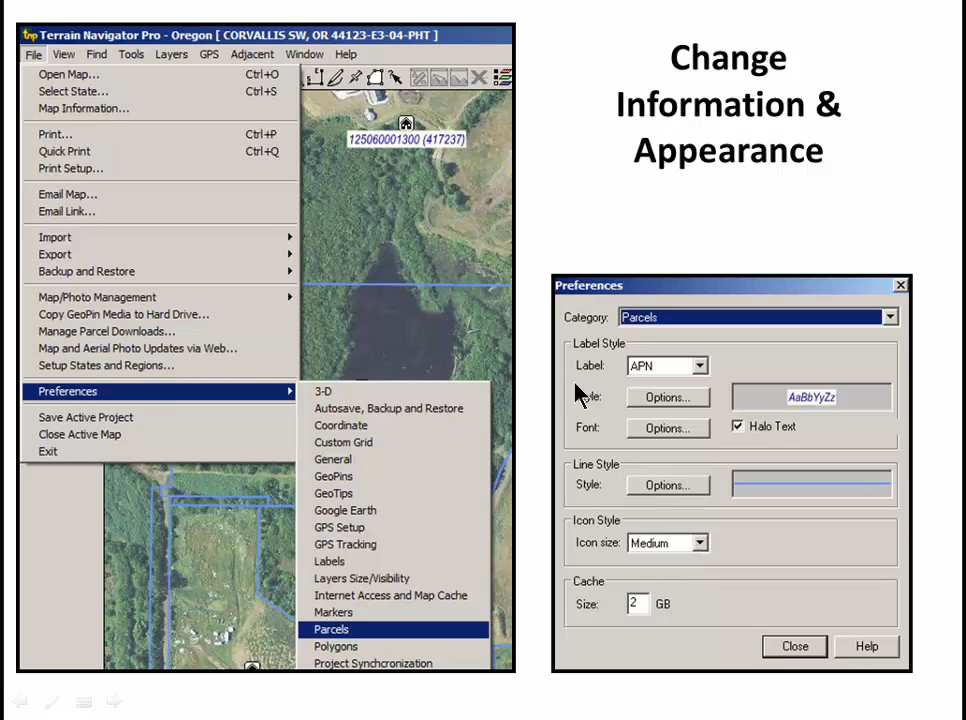 Terrain Navigator Pro - Oregon [ CORVALLIS SW, OR 44123-E3-04-PHT ]
File View Find Tools Layers GPS Adjacent Window Help
Open Map... Ctrl+O
Select State... Ctrl+S
Map Information...
Print... Ctrl+P
Quick Print Ctrl+Q
Print Setup...
Email Map...
Email Link...
Import
Export
Backup and Restore
Map/Photo Management
Copy GeoPin Media to Hard Drive...
Manage Parcel Downloads...
Map and Aerial Photo Updates via Web...
Setup States and Regions...
Preferences
Save Active Project
Close Active Map
Exit
125060001300 (417237)
3-D
Autosave, Backup and Restore
Coordinate
Custom Grid
General
GeoPins
GeoTips
Google Earth
GPS Setup
GPS Tracking
Labels
Layers Size/Visibility
Internet Access and Map Cache
Markers
Parcels
Polygons
Project Synchronization
Change
Information &
Appearance
Preferences
Category: Parcels
Label Style
Label: APN
Options... AaBbYyZz
Font: Options... Halo Text
Line Style
Style: Options...
Icon Style
Icon size: Medium
Cache
Size: 2 GB
Close Help